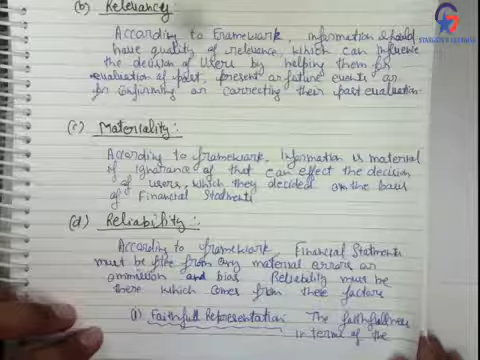 (b) Relevancy
According to Framework, information should
have quality of relevance, which can influence
the decision of users by helping them for
evaluation of past, present or future events or
for confirming or correcting their past evaluation.
(c) Materiality:
According to framework, Information is material
if ignorance of that can effect the decision
of users, which they decided on the basis
of Financial Statments
(d) Reliability:
According to framework Financial Statments
must be free from any material errors or
ommission and bias Reliability must be
there which comes from these factors
(1) Faithfull Representation The faithfullness
in terms of the